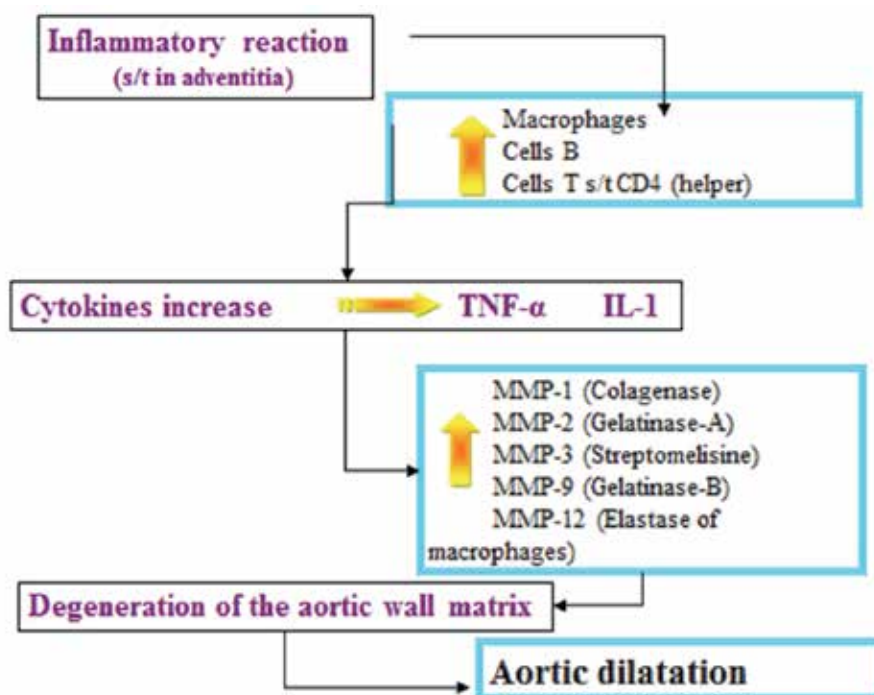 Inflammatory reaction
(s/t in adventitia)
Macrophages
Cells B
Cells T s/t CD4 (helper)
Cytokines increase TNF-α IL-1
MMP-1 (Colagenase)
MMP-2 (Gelatinase-A)
MMP-3 (Streptomelisine)
MMP-9 (Gelatinase-B)
MMP-12 (Elastase of
macrophages)
Degeneration of the aortic wall matrix
Aortic dilatation